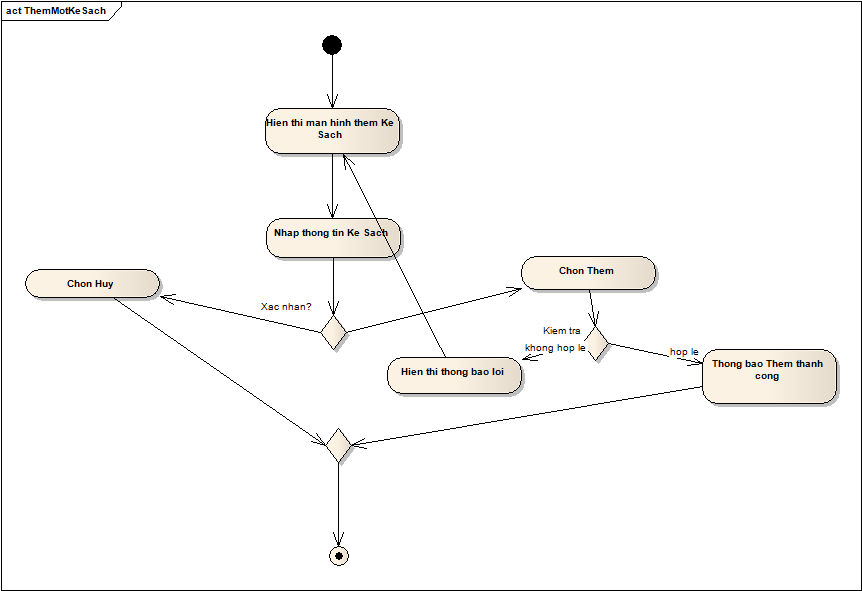 act ThemMotKeSach
Hien thi man hinh them Ke
Sach
Nhap thong tin Ke Sach
Chon Huy
Xac nhan?
Chon Them
Kiem tra
khong hop le
hop le
Hien thi thong bao loi
Thong bao Them thanh
cong